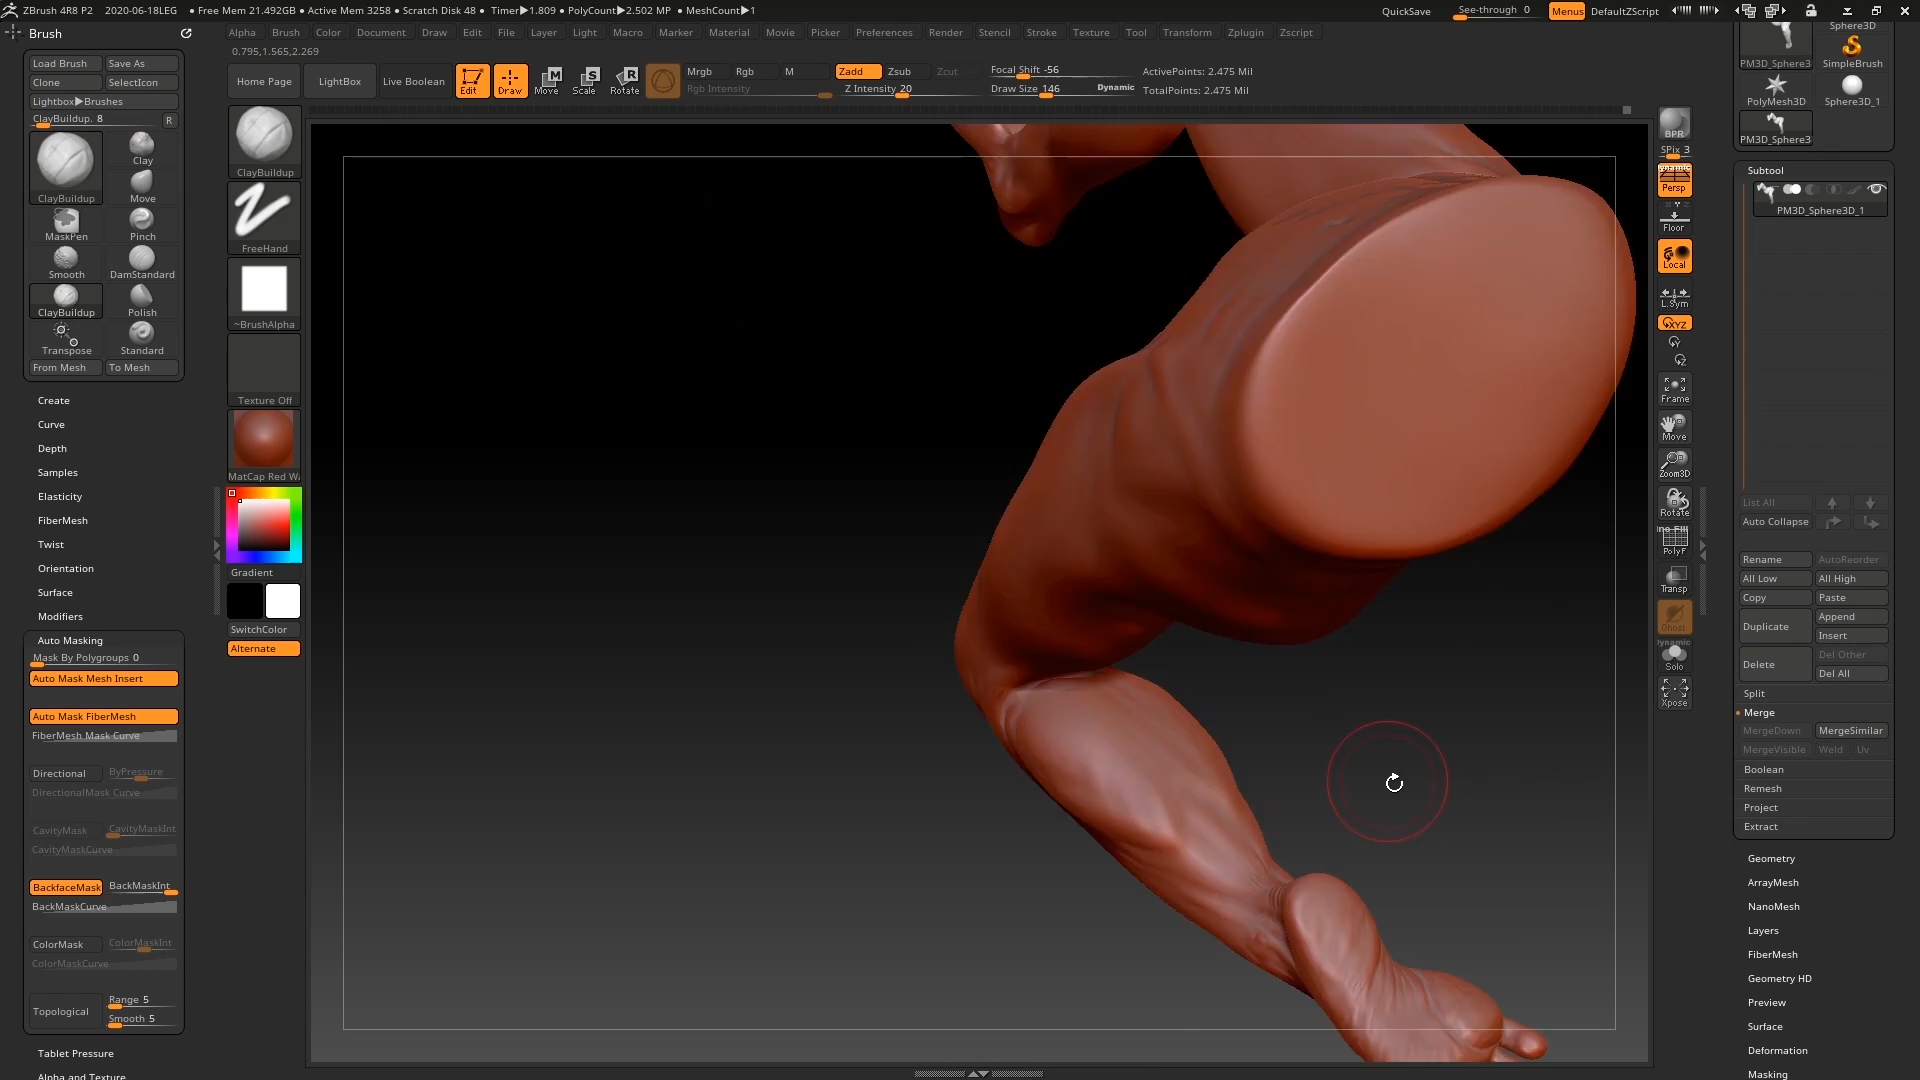 ZBrush 4R8 P2 2020-06-18LEG • Free Mem 21.492GB • Active Mem 3258 • Scratch Disk 48 • Timer▶1.809 • PolyCount▶2.502 MP • MeshCount▶1 QuickSave See-through 0 Menus DefaultZScript
Brush
Alpha Brush Color Document Draw Edit File Layer Light Macro Marker Material Movie Picker Preferences Render Stencil Stroke Texture Tool Transform Zplugin Zscript
0.795,1.565,2.269
Load Brush Save As
Clone SelectIcon
Lightbox▶Brushes
ClayBuildup. 8 R
ClayBuildup
Clay
Move
MaskPen Pinch
Smooth DamStandard
ClayBuildup Polish
Transpose Standard
From Mesh To Mesh
Create
Curve
Depth
Samples
Elasticity
FiberMesh
Twist
Orientation
Surface
Modifiers
Auto Masking
Mask By Polygroups 0
Auto Mask Mesh Insert
Auto Mask FiberMesh
FiberMesh Mask Curve
Directional ByPressure
DirectionalMask Curve
CavityMask CavityMaskInt
CavityMaskCurve
BackfaceMask BackMaskInt
BackMaskCurve
ColorMask ColorMaskInt
ColorMaskCurve
Topological Range 5
Smooth 5
Tablet Pressure
Alpha and Texture
Home Page LightBox Live Boolean Edit Draw Move Scale Rotate
Mrgb Rgb M Zadd Zsub Zcut
Rgb Intensity Z Intensity 20
Focal Shift -56
Draw Size 146 Dynamic
ActivePoints: 2.475 Mil
TotalPoints: 2.475 Mil
ClayBuildup
FreeHand
~BrushAlpha
Texture Off
MatCap Red Wa
Gradient
SwitchColor
Alternate
BPR
SPix 3
Dynamic
Persp
Floor
Local
L.Sym
XYZ
Frame
Move
Zoom3D
Rotate
Line Fill
PolyF
Transp
Ghost
Dynamic
Solo
Xpose
Sphere3D
PM3D_Sphere3 SimpleBrush
PolyMesh3D Sphere3D_1
PM3D_Sphere3
Subtool
PM3D_Sphere3D_1
List All
Auto Collapse
Rename AutoReorder
All Low All High
Copy Paste
Duplicate Append
Insert
Delete Del Other
Del All
Split
Merge
MergeDown MergeSimilar
MergeVisible Weld Uv
Boolean
Remesh
Project
Extract
Geometry
ArrayMesh
NanoMesh
Layers
FiberMesh
Geometry HD
Preview
Surface
Deformation
Masking